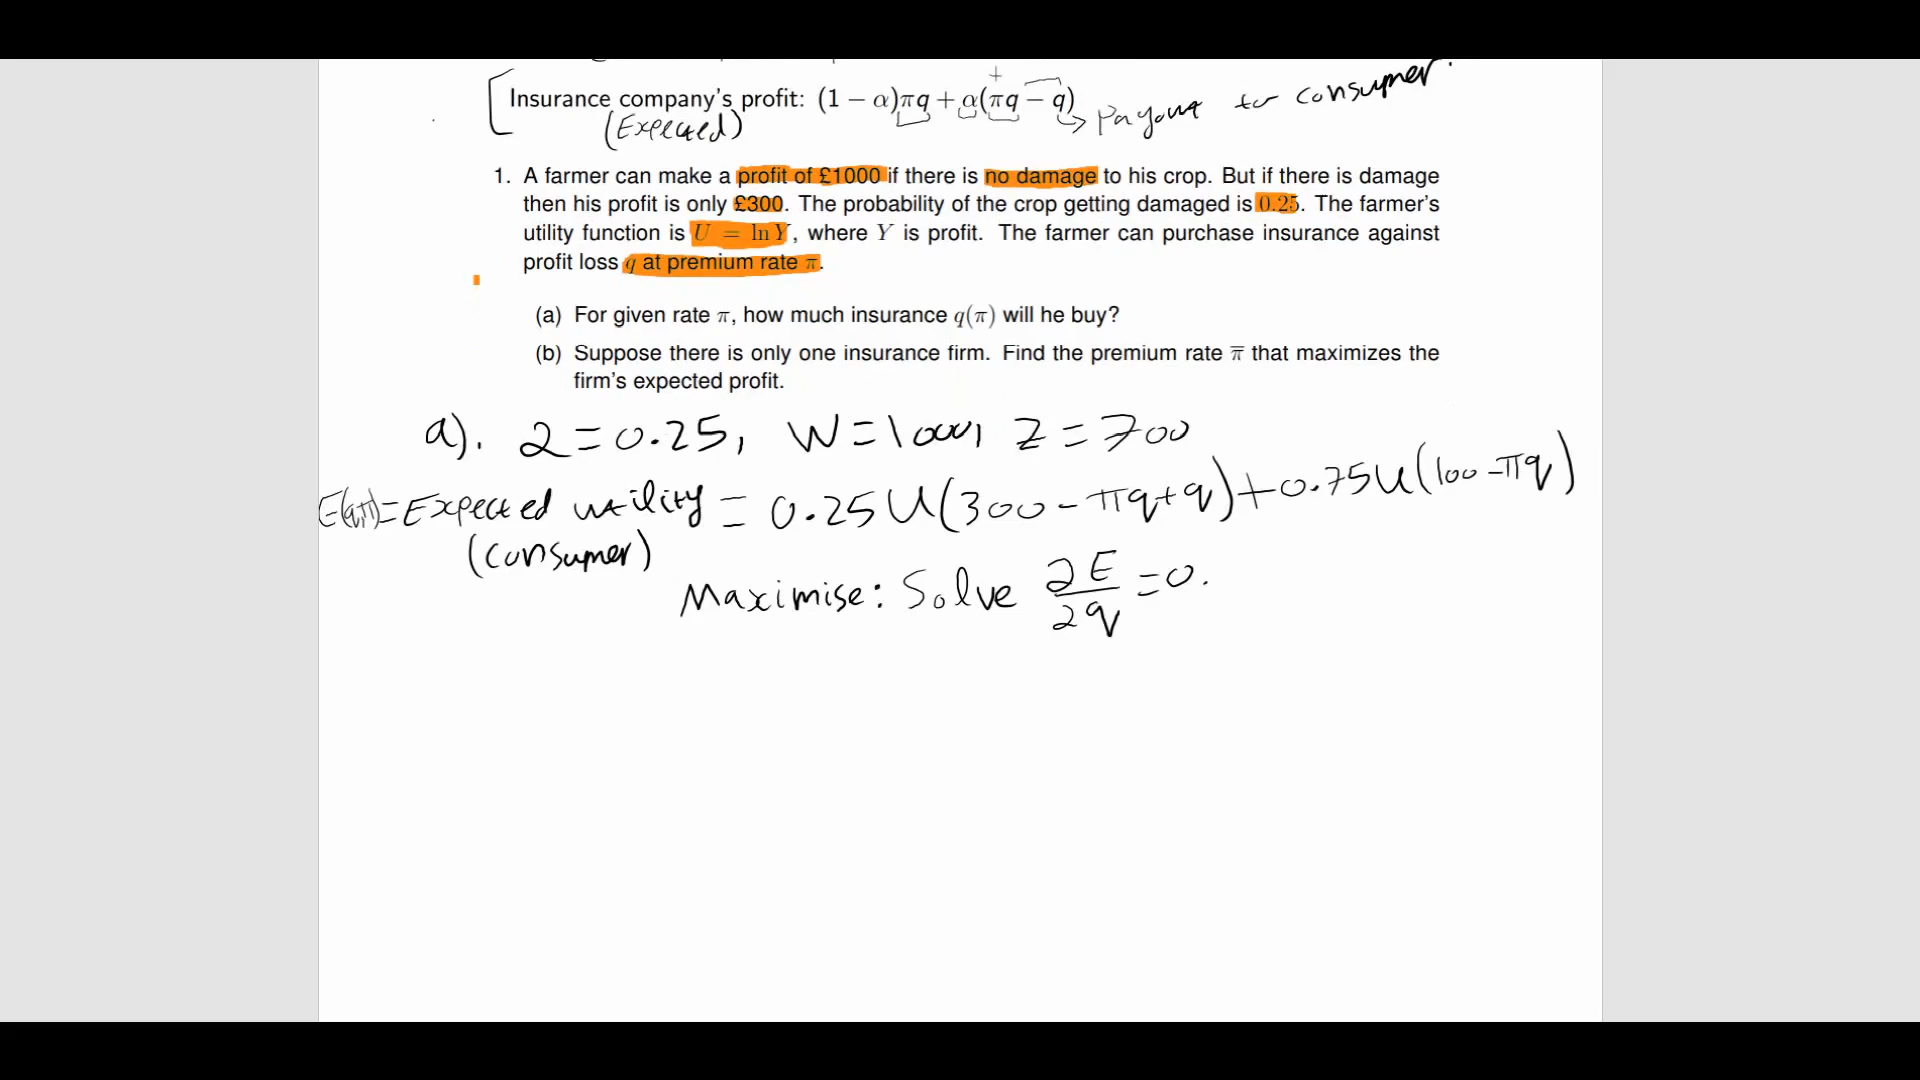 Insurance company's profit: (1 − α)πq + α(πq − q) Payout to consumer.
(Expected)
1. A farmer can make a profit of £1000 if there is no damage to his crop. But if there is damage
then his profit is only £300. The probability of the crop getting damaged is 0.25. The farmer's
utility function is U = ln Y, where Y is profit. The farmer can purchase insurance against
profit loss q at premium rate π.
(a) For given rate π, how much insurance q(π) will he buy?
(b) Suppose there is only one insurance firm. Find the premium rate π̅ that maximizes the
firm's expected profit.
a). α = 0.25, W = 1000, Z = 700
E(q,π) = Expected utility = 0.25U(300 - πq + q) + 0.75U(100 - πq)
(consumer)
Maximise: Solve ∂E/∂q = 0.